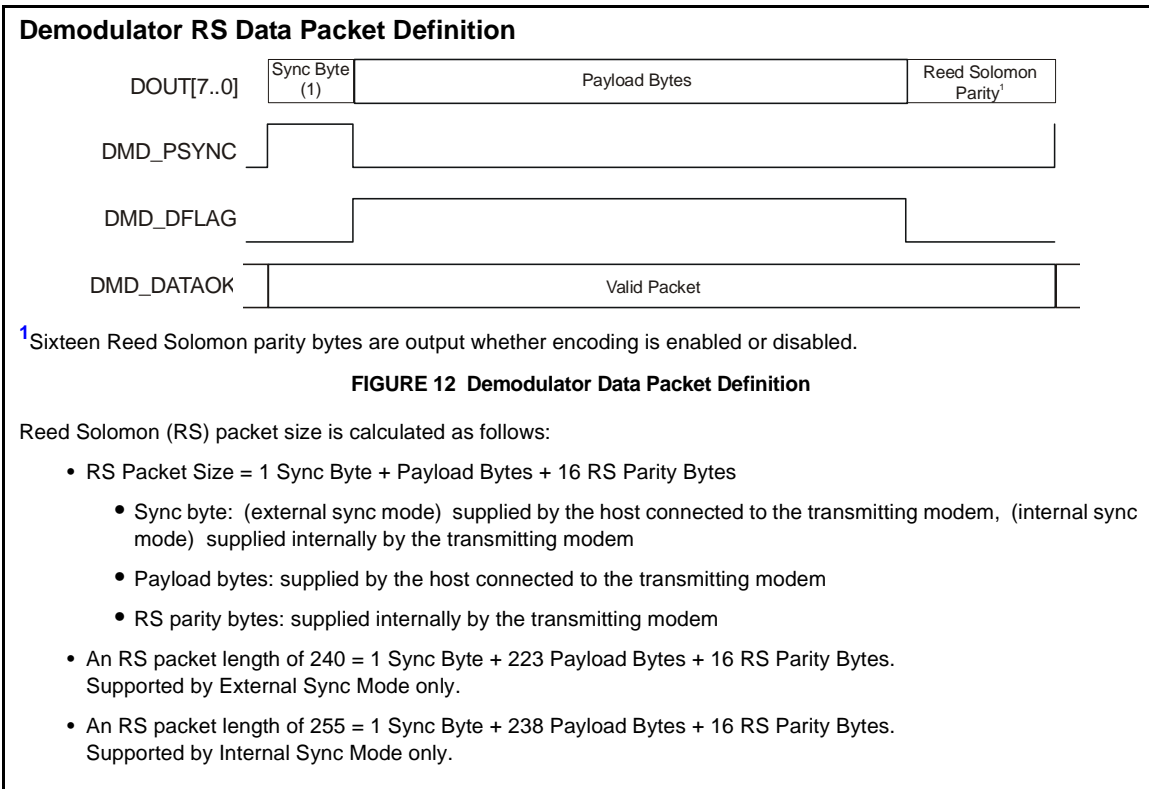 Demodulator RS Data Packet Definition
DOUT[7..0]
Sync Byte
(1)
Payload Bytes
Reed Solomon
Parity1
DMD_PSYNC
DMD_DFLAG
DMD_DATAOK
Valid Packet
1Sixteen Reed Solomon parity bytes are output whether encoding is enabled or disabled.
FIGURE 12 Demodulator Data Packet Definition
Reed Solomon (RS) packet size is calculated as follows:
• RS Packet Size = 1 Sync Byte + Payload Bytes + 16 RS Parity Bytes
• Sync byte: (external sync mode) supplied by the host connected to the transmitting modem, (internal sync
mode) supplied internally by the transmitting modem
• Payload bytes: supplied by the host connected to the transmitting modem
• RS parity bytes: supplied internally by the transmitting modem
• An RS packet length of 240 = 1 Sync Byte + 223 Payload Bytes + 16 RS Parity Bytes.
Supported by External Sync Mode only.
• An RS packet length of 255 = 1 Sync Byte + 238 Payload Bytes + 16 RS Parity Bytes.
Supported by Internal Sync Mode only.